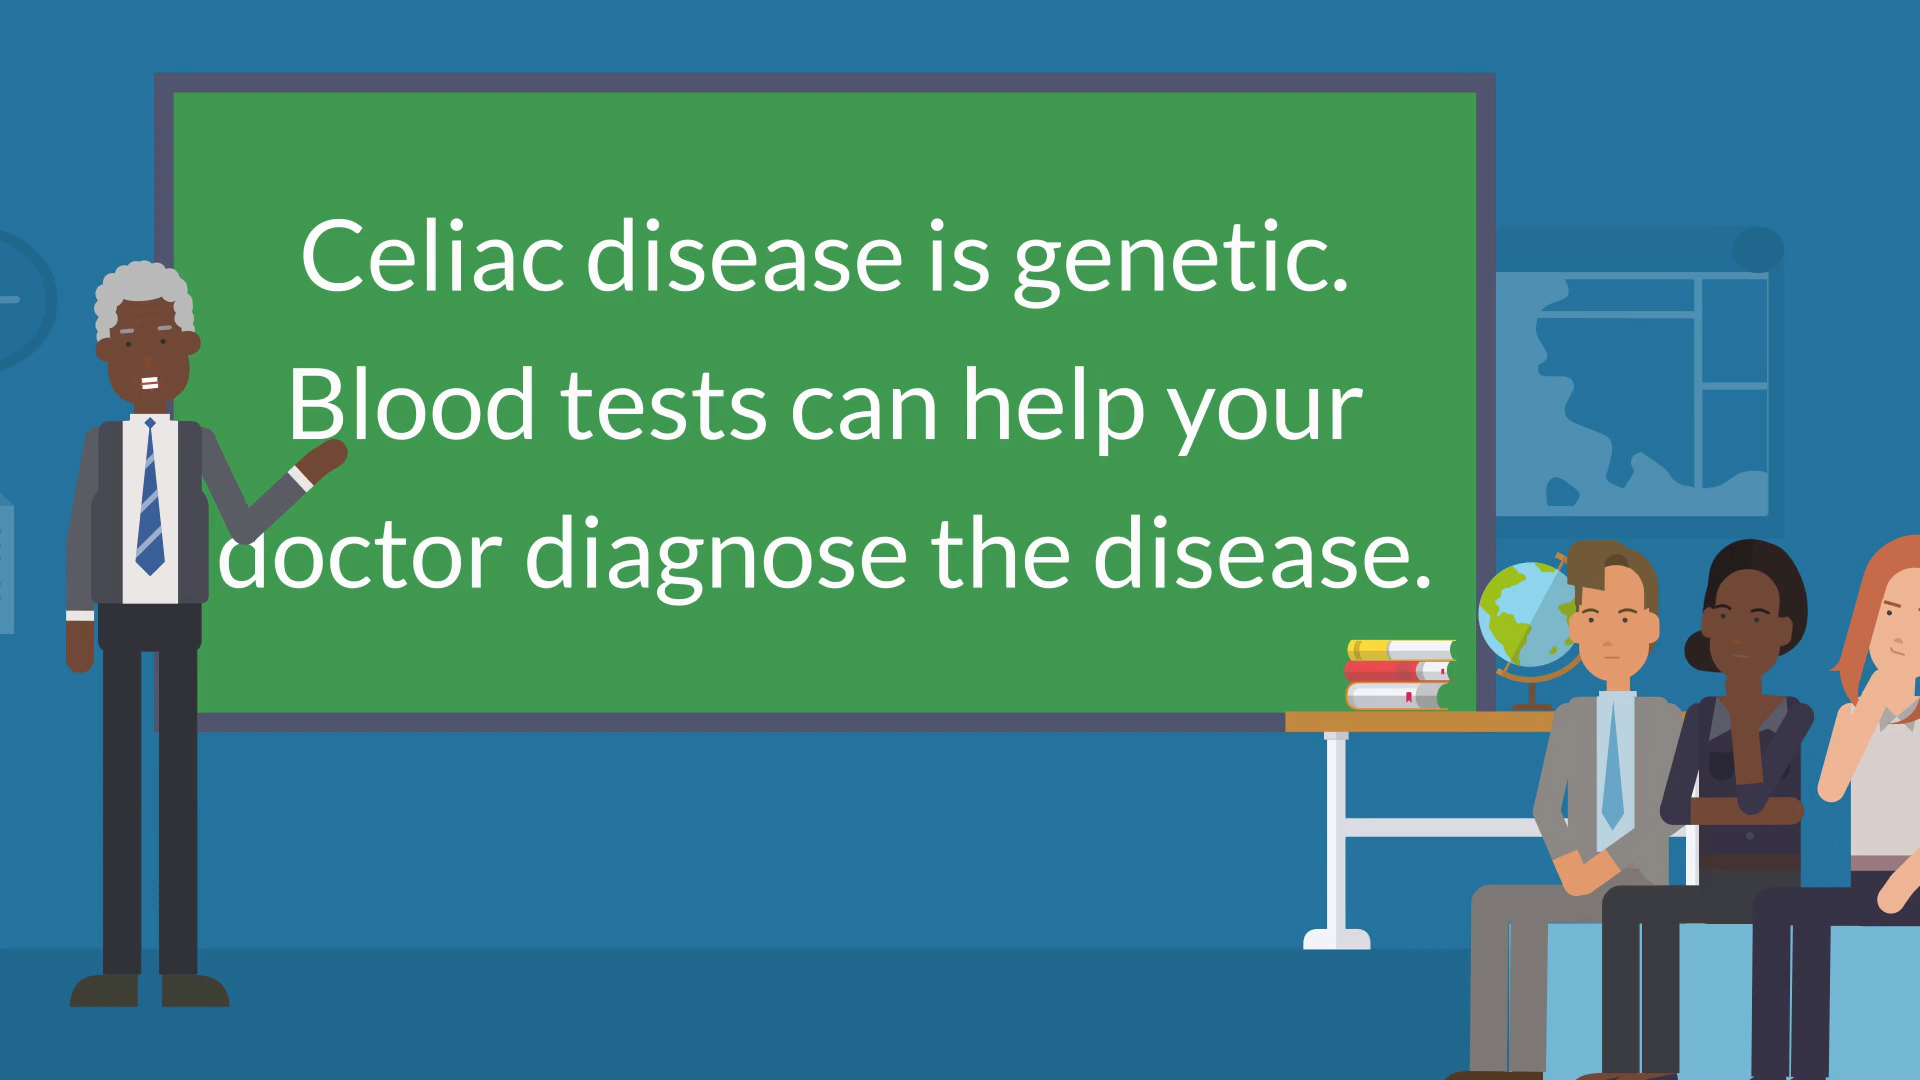 Celiac disease is genetic.
Blood tests can help your
doctor diagnose the disease.